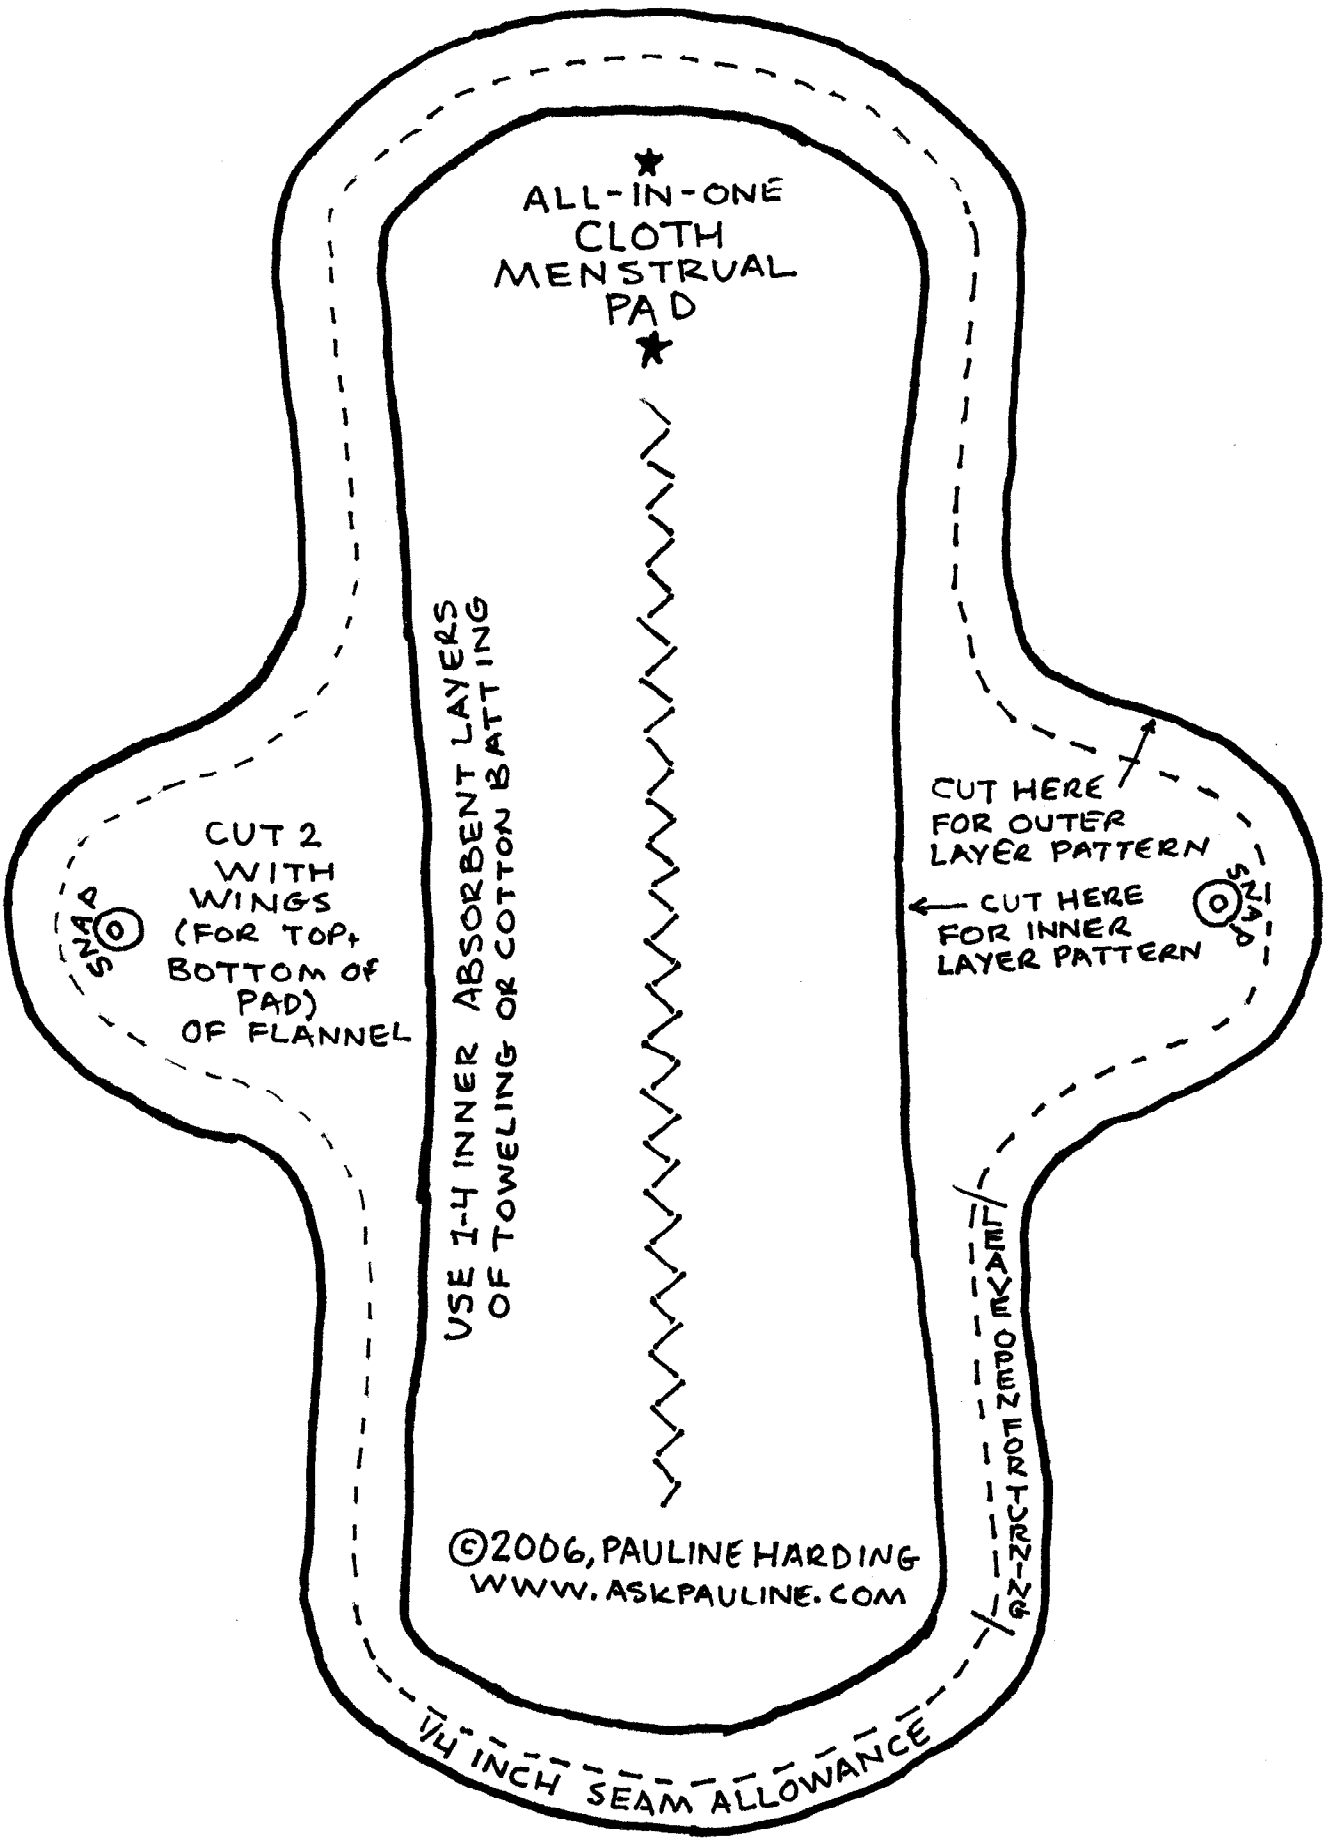 ALL-IN-ONE
CLOTH
MENSTRUAL
PAD
USE 1-4 INNER ABSORBENT LAYERS
OF TOWELING OR COTTON BATTING
CUT 2
WITH
WINGS
(FOR TOP+
BOTTOM OF
PAD)
OF FLANNEL
SNAP
CUT HERE
FOR OUTER
LAYER PATTERN
CUT HERE
FOR INNER
LAYER PATTERN
SNAP
LEAVE OPEN FOR TURNING
©2006, PAULINE HARDING
WWW.ASKPAULINE.COM
1/4 INCH SEAM ALLOWANCE